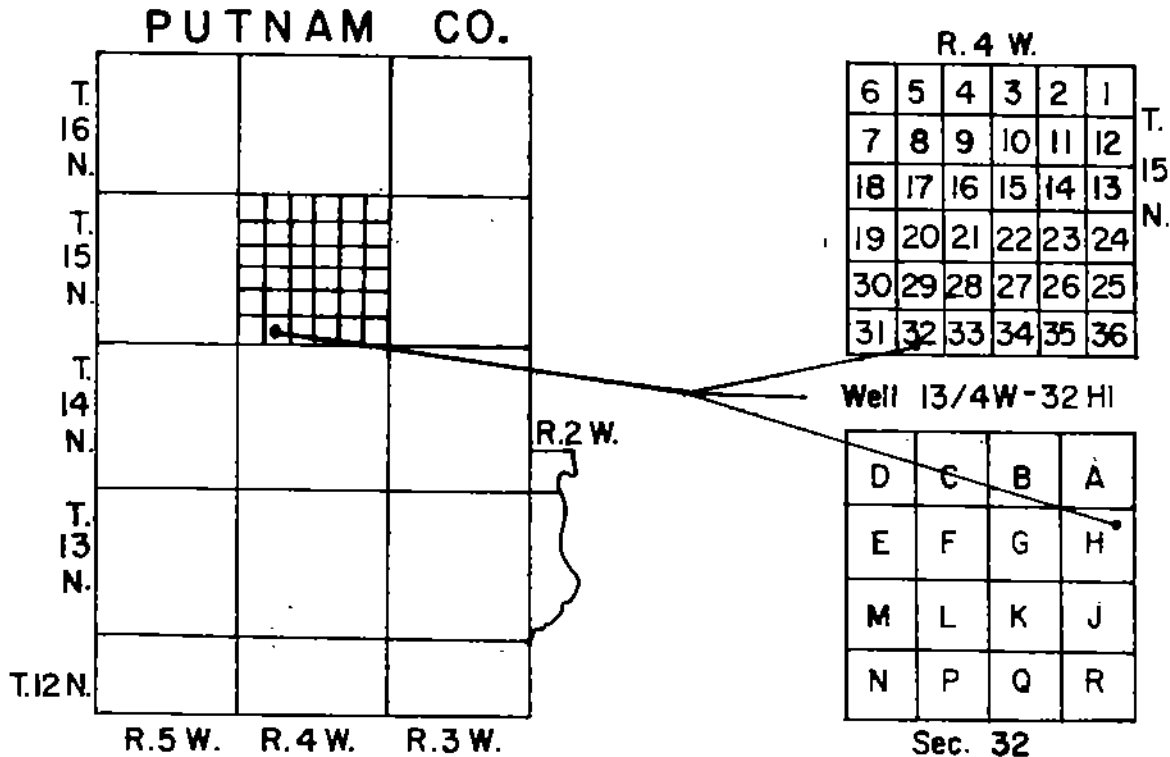 PUTNAM CO.
T.
16
N.
T.
15
N.
T.
14
N.
T.
13
N.
T.12 N.
R.2 W.
R.5 W. R.4 W. R.3 W.
R.4 W.
6 5 4 3 2 1
7 8 9 10 11 12
18 17 16 15 14 13
19 20 21 22 23 24
30 29 28 27 26 25
31 32 33 34 35 36
T.
15
N.
Well 13/4W-32 H1
D C B A
E F G H
M L K J
N P Q R
Sec. 32